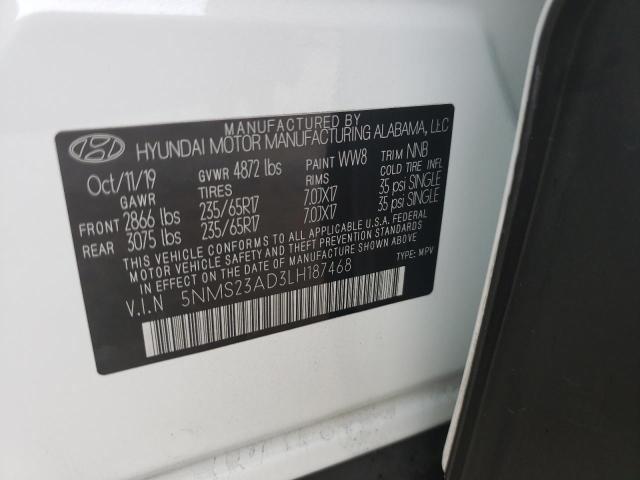 MANUFACTURED BY
HYUNDAI MOTOR MANUFACTURING ALABAMA, LLC
Oct/11/19 GVWR 4872 lbs PAINT WW8 TRIM NNB
GAWR TIRES RIMS COLD TIRE INFL
FRONT 2866 lbs 235/65R17 7.0JX17 35 psi SINGLE
REAR 3075 lbs 235/65R17 7.0JX17 35 psi SINGLE
THIS VEHICLE CONFORMS TO ALL APPLICABLE U.S.A. FEDERAL
MOTOR VEHICLE SAFETY AND THEFT PREVENTION STANDARDS
IN EFFECT ON THE DATE OF MANUFACTURE SHOWN ABOVE.
V.I.N 5NMS23AD3LH187468 TYPE: MPV